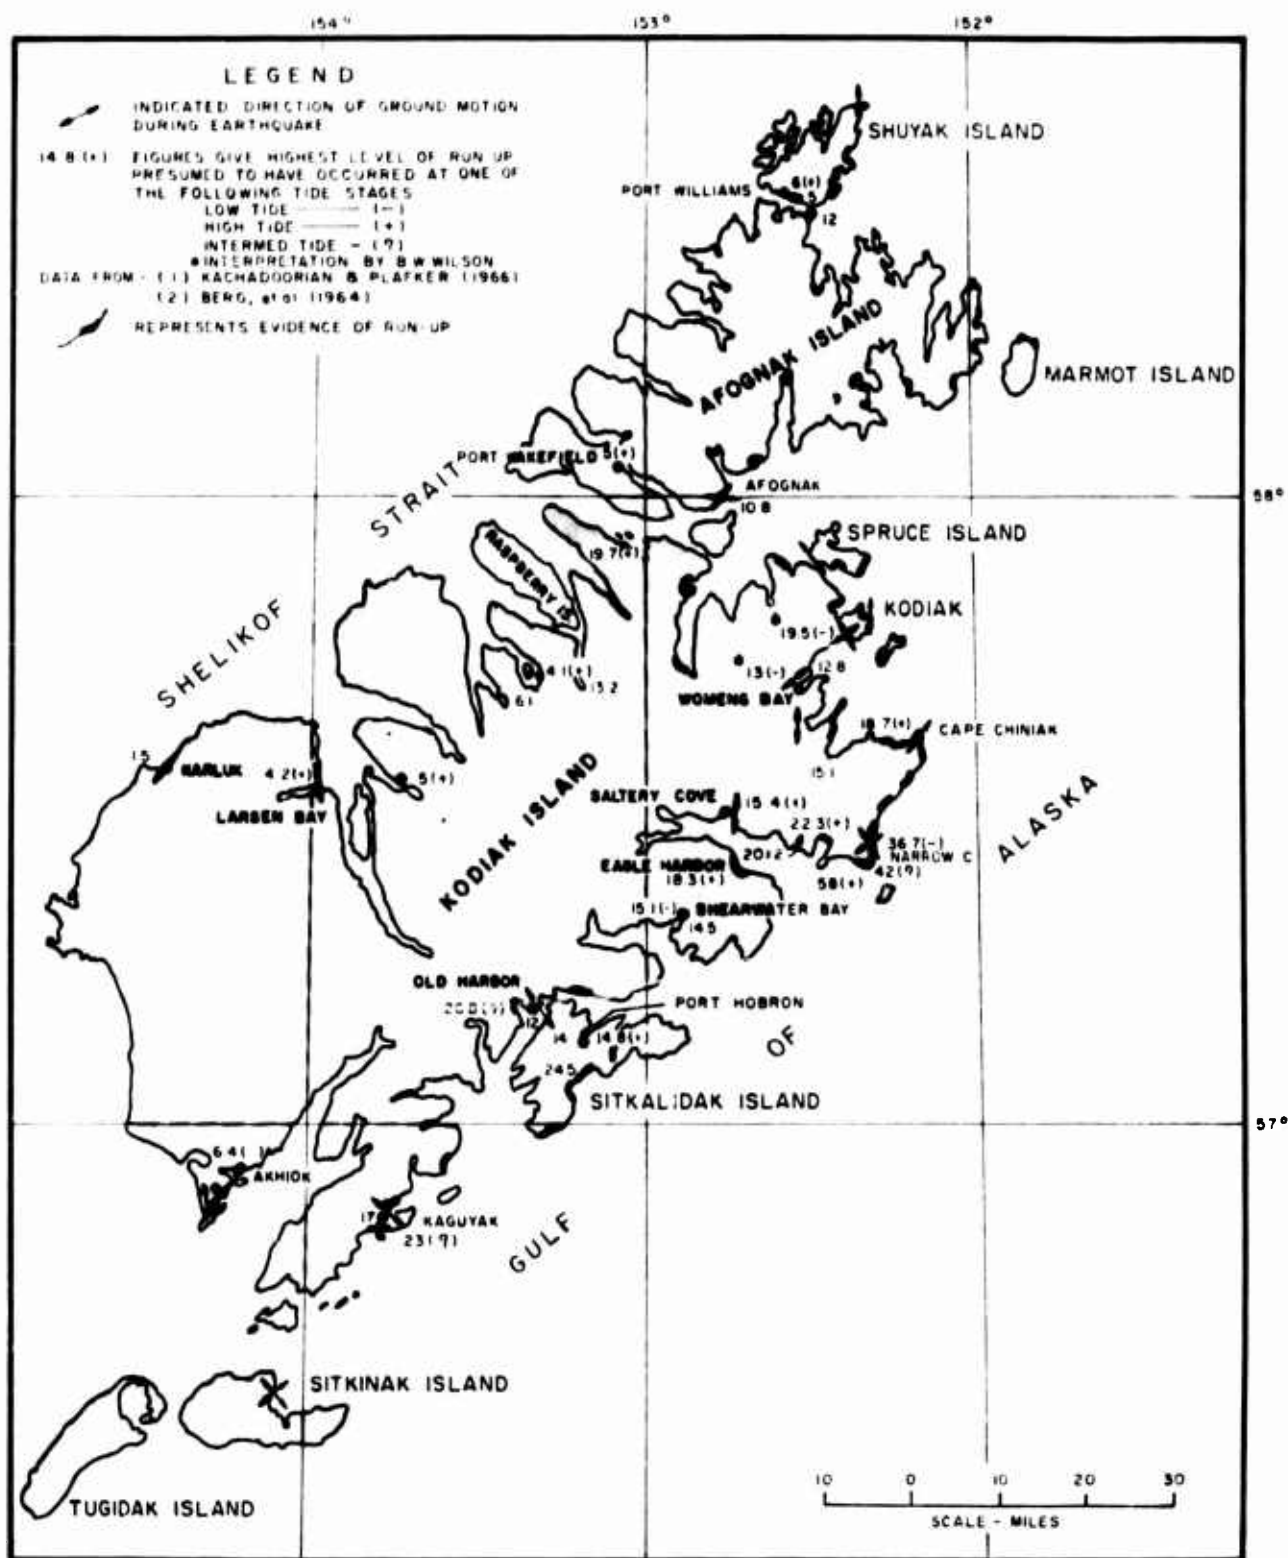 154° 153° 152°
LEGEND
INDICATED DIRECTION OF GROUND MOTION
DURING EARTHQUAKE
14.8(+) FIGURES GIVE HIGHEST LEVEL OF RUN UP
PRESUMED TO HAVE OCCURRED AT ONE OF
THE FOLLOWING TIDE STAGES
LOW TIDE ——— (-)
HIGH TIDE ——— (+)
INTERMED TIDE - (?)
INTERPRETATION BY B W WILSON
DATA FROM - (1) KACHADOORIAN & PLAFKER (1966)
(2) BERG, et al (1964)
REPRESENTS EVIDENCE OF RUN-UP
SHUYAK ISLAND
PORT WILLIAMS
6(+)
5
12
AFOGNAK ISLAND
MARMOT ISLAND
9
PORT WAKEFIELD 5(+)
STRAIT
AFOGNAK
10.8
58°
SPRUCE ISLAND
19.7(+)
RASPBERRY IS
SHELIKOF
KODIAK
19.5(-)
13(-)
12.8
WOMENS BAY
4.1(+)
13.2
6.1
18.7(+)
CAPE CHINIAK
15.1
1.5
KARLUK
4.2(+)
5(+)
LARSEN BAY
KODIAK ISLAND
SALTERY COVE
15.4(+)
22.3(+)
ALASKA
20.2
36.7(-)
NARROW C
42(?)
EAGLE HARBOR
18.3(+)
58(+)
15.1(-)
SHEARWATER BAY
14.5
OLD HARBOR
12
PORT HOBRON
14
14.8(+)
OF
24.5
SITKALIDAK ISLAND
57°
AKHIOK
17
KAGUYAK
23(?)
GULF
SITKINAK ISLAND
TUGIDAK ISLAND
10 0 10 20 30
SCALE - MILES